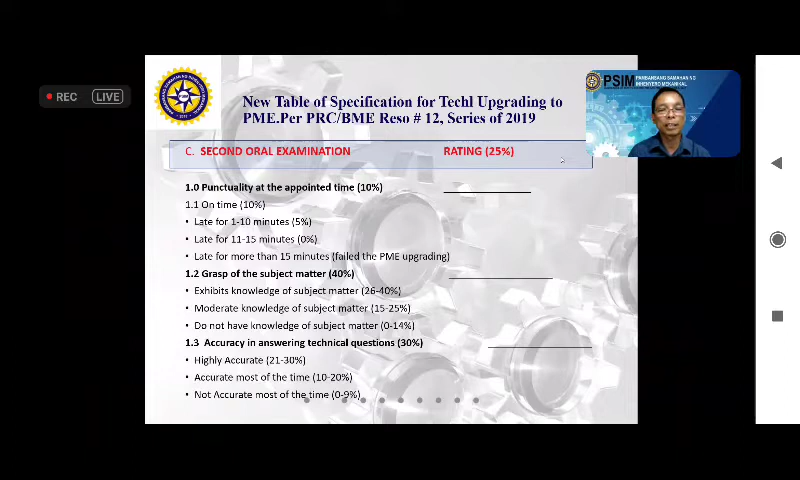 REC
LIVE
PSIM
PAMBANSANG SAMAHAN NG
INHENYERO MEKANIKAL
New Table of Specification for Techl Upgrading to
PME.Per PRC/BME Reso # 12, Series of 2019
C. SECOND ORAL EXAMINATION RATING (25%)
1.0 Punctuality at the appointed time (10%)
1.1 On time (10%)
• Late for 1-10 minutes (5%)
• Late for 11-15 minutes (0%)
• Late for more than 15 minutes (failed the PME upgrading)
1.2 Grasp of the subject matter (40%)
• Exhibits knowledge of subject matter (26-40%)
• Moderate knowledge of subject matter (15-25%)
• Do not have knowledge of subject matter (0-14%)
1.3 Accuracy in answering technical questions (30%)
• Highly Accurate (21-30%)
• Accurate most of the time (10-20%)
• Not Accurate most of the time (0-9%)